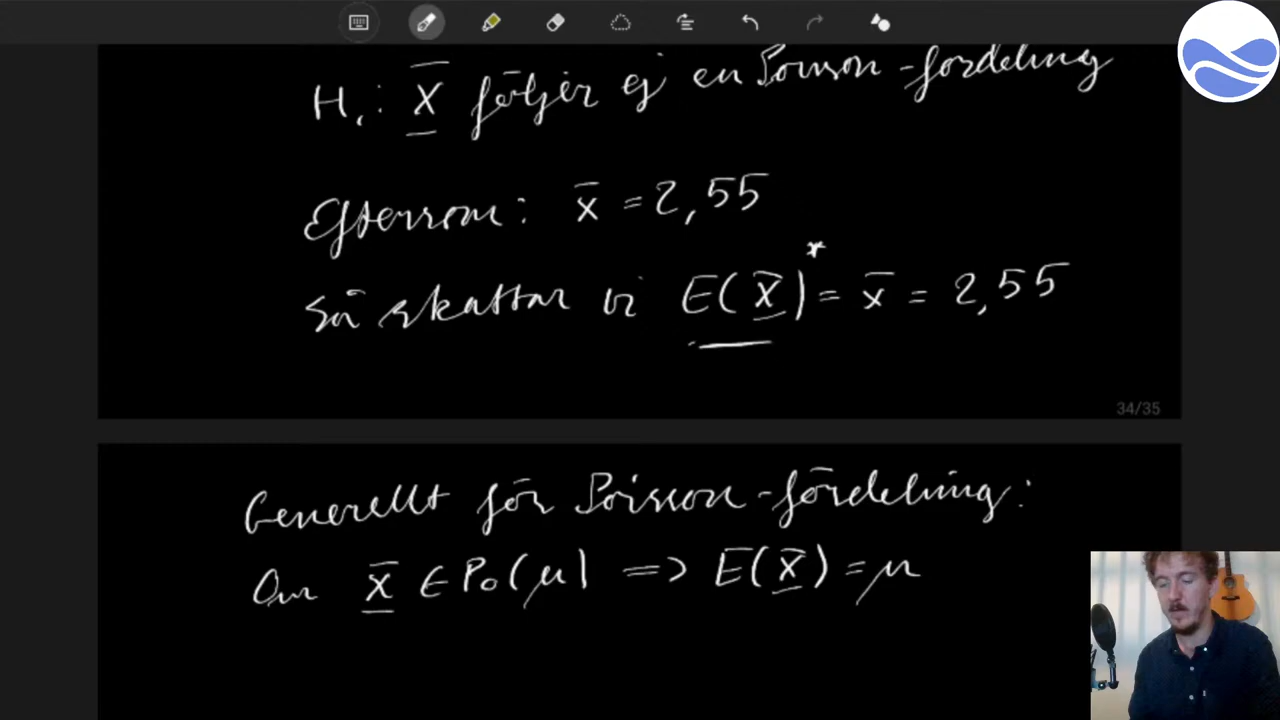 H₁: X följer ej en Poisson-fördelning
Eftersom: x̄ = 2,55
Så skattar vi E(X)* = x̄ = 2,55
34/35
Generellt för Poisson-fördelning:
Om X ∈ Po(μ) => E(X) = μ